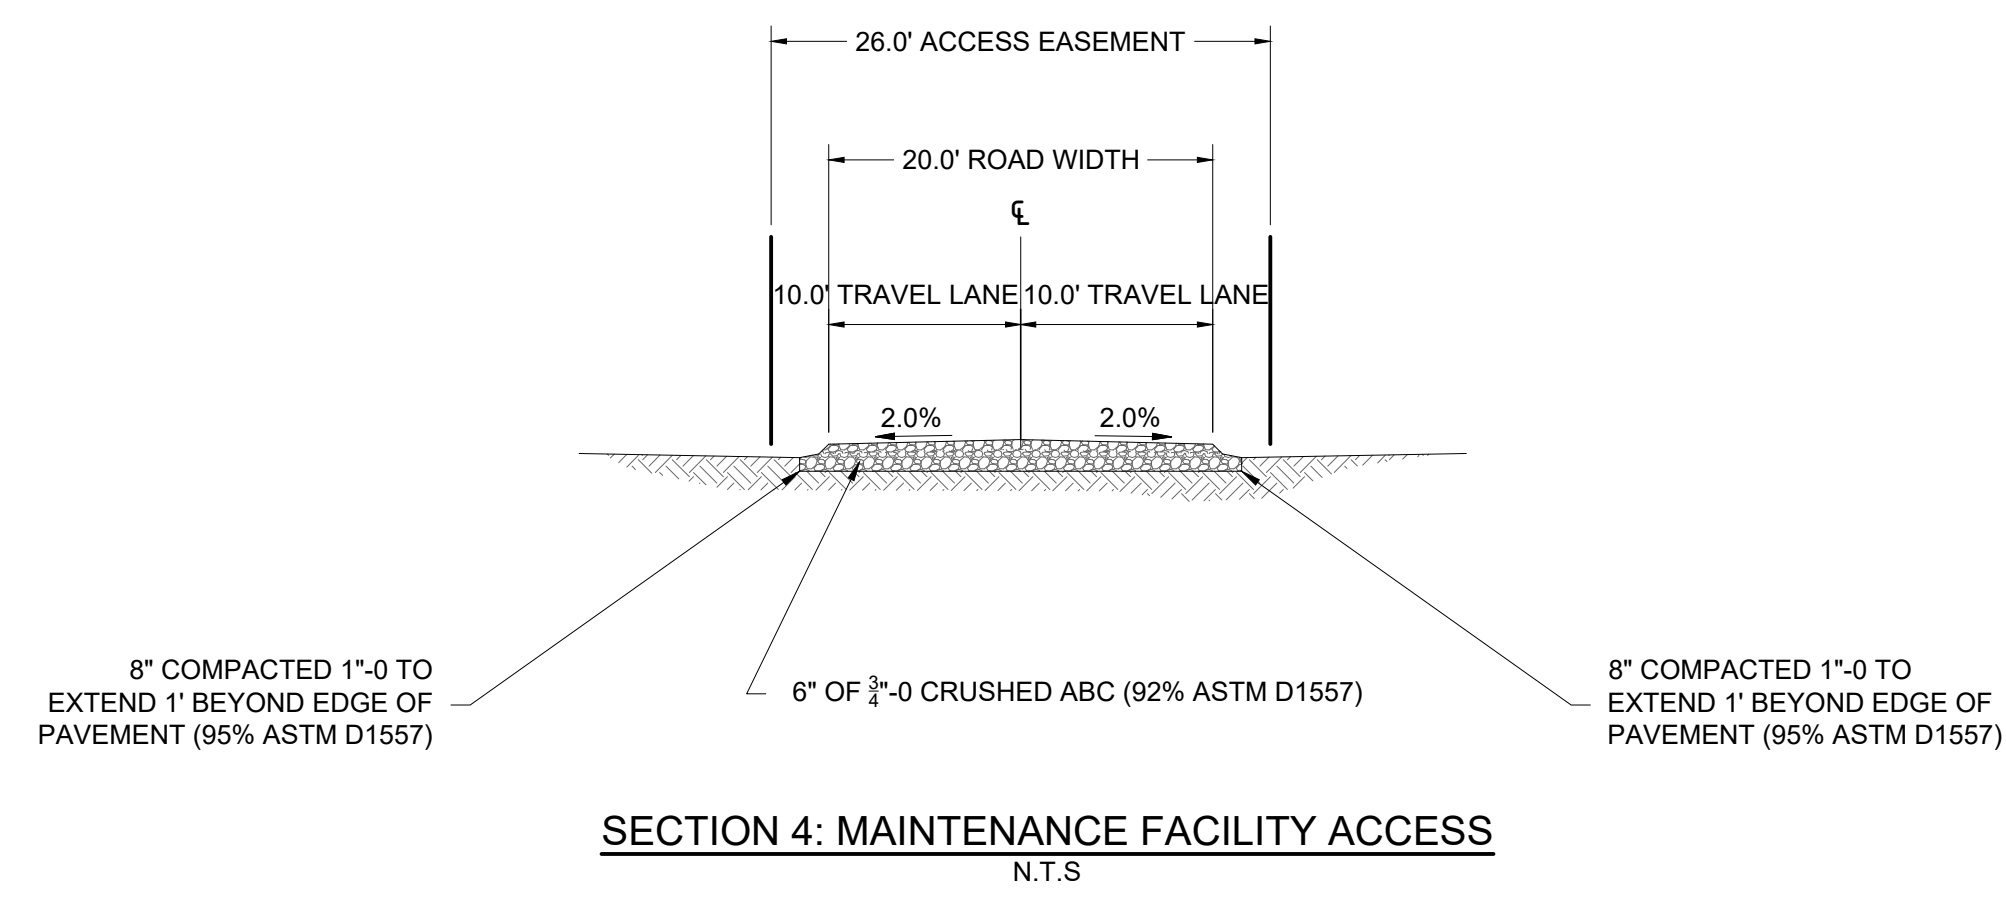 26.0' ACCESS EASEMENT
20.0' ROAD WIDTH
℄
10.0' TRAVEL LANE 10.0' TRAVEL LANE
2.0% 2.0%
8" COMPACTED 1"-0 TO
EXTEND 1' BEYOND EDGE OF
PAVEMENT (95% ASTM D1557)
6" OF 3/4"-0 CRUSHED ABC (92% ASTM D1557)
8" COMPACTED 1"-0 TO
EXTEND 1' BEYOND EDGE OF
PAVEMENT (95% ASTM D1557)
SECTION 4: MAINTENANCE FACILITY ACCESS
N.T.S